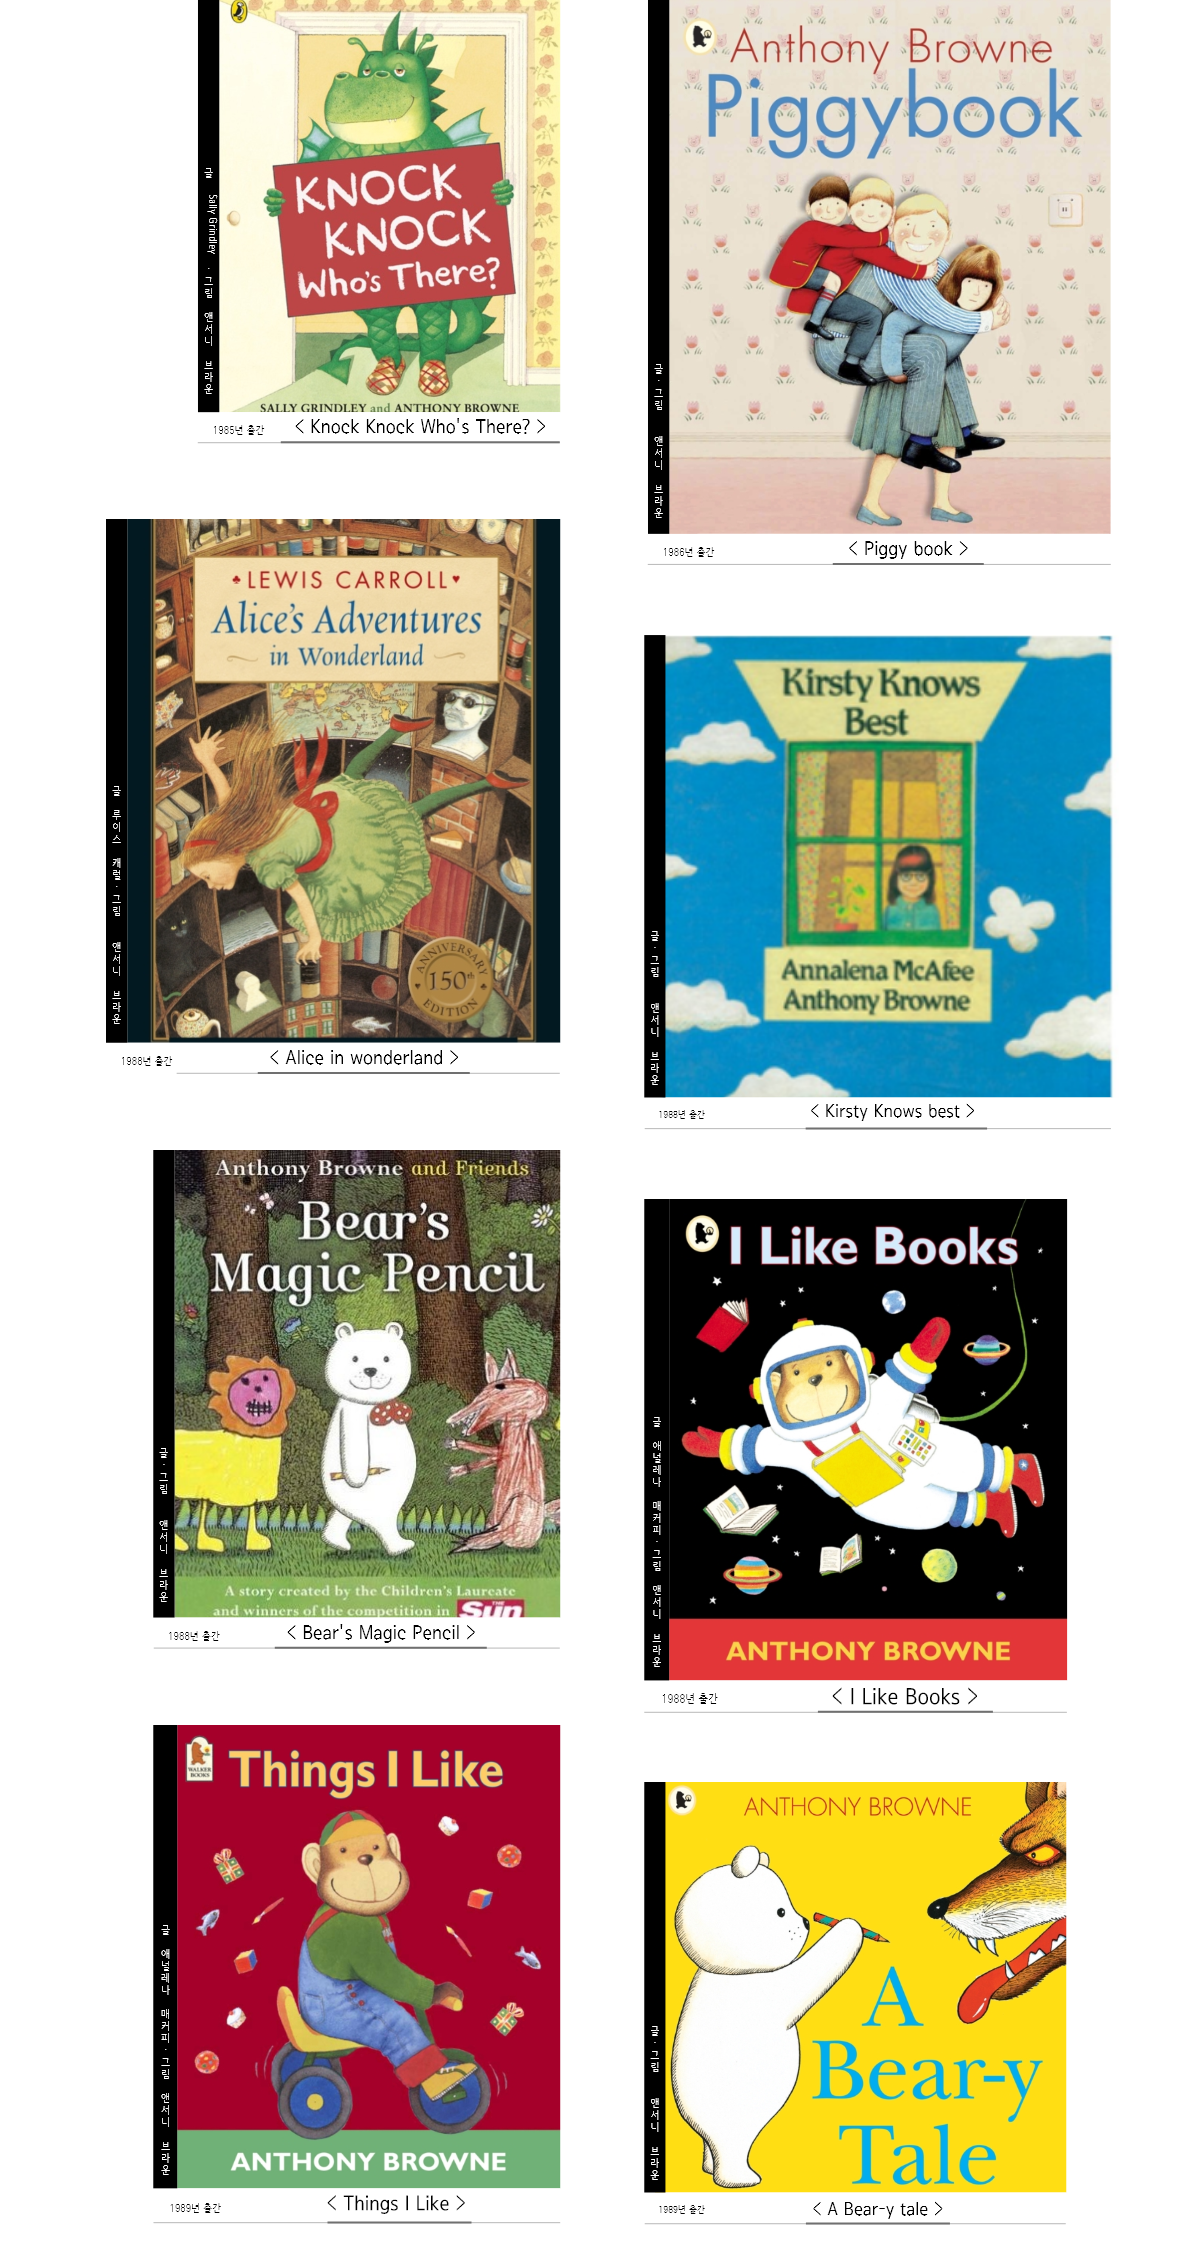 KNOCK
KNOCK
Who's There?
SALLY GRINDLEY and ANTHONY BROWNE
글 Sally Grindley · 그림 앤서니 브라운
1985년 출간
< Knock Knock Who's There? >
Anthony Browne
Piggybook
글 · 그림 앤서니 브라운
1986년 출간
< Piggy book >
LEWIS CARROLL
Alice's Adventures
in Wonderland
ANNIVERSARY
150th
EDITION
글 루이스 캐럴 · 그림 앤서니 브라운
1988년 출간
< Alice in wonderland >
Kirsty Knows
Best
Annalena McAfee
Anthony Browne
글 · 그림 앤서니 브라운
1988년 출간
< Kirsty Knows best >
Anthony Browne and Friends
Bear's
Magic Pencil
A story created by the Children's Laureate
and winners of the competition in THE Sun
글 · 그림 앤서니 브라운
1988년 출간
< Bear's Magic Pencil >
I Like Books
ANTHONY BROWNE
글 애널레나 매커피 · 그림 앤서니 브라운
1988년 출간
< I Like Books >
WALKER
BOOKS
Things I Like
ANTHONY BROWNE
글 애널레나 매커피 · 그림 앤서니 브라운
1989년 출간
< Things I Like >
ANTHONY BROWNE
A
Bear-y
Tale
글 · 그림 앤서니 브라운
1989년 출간
< A Bear-y tale >